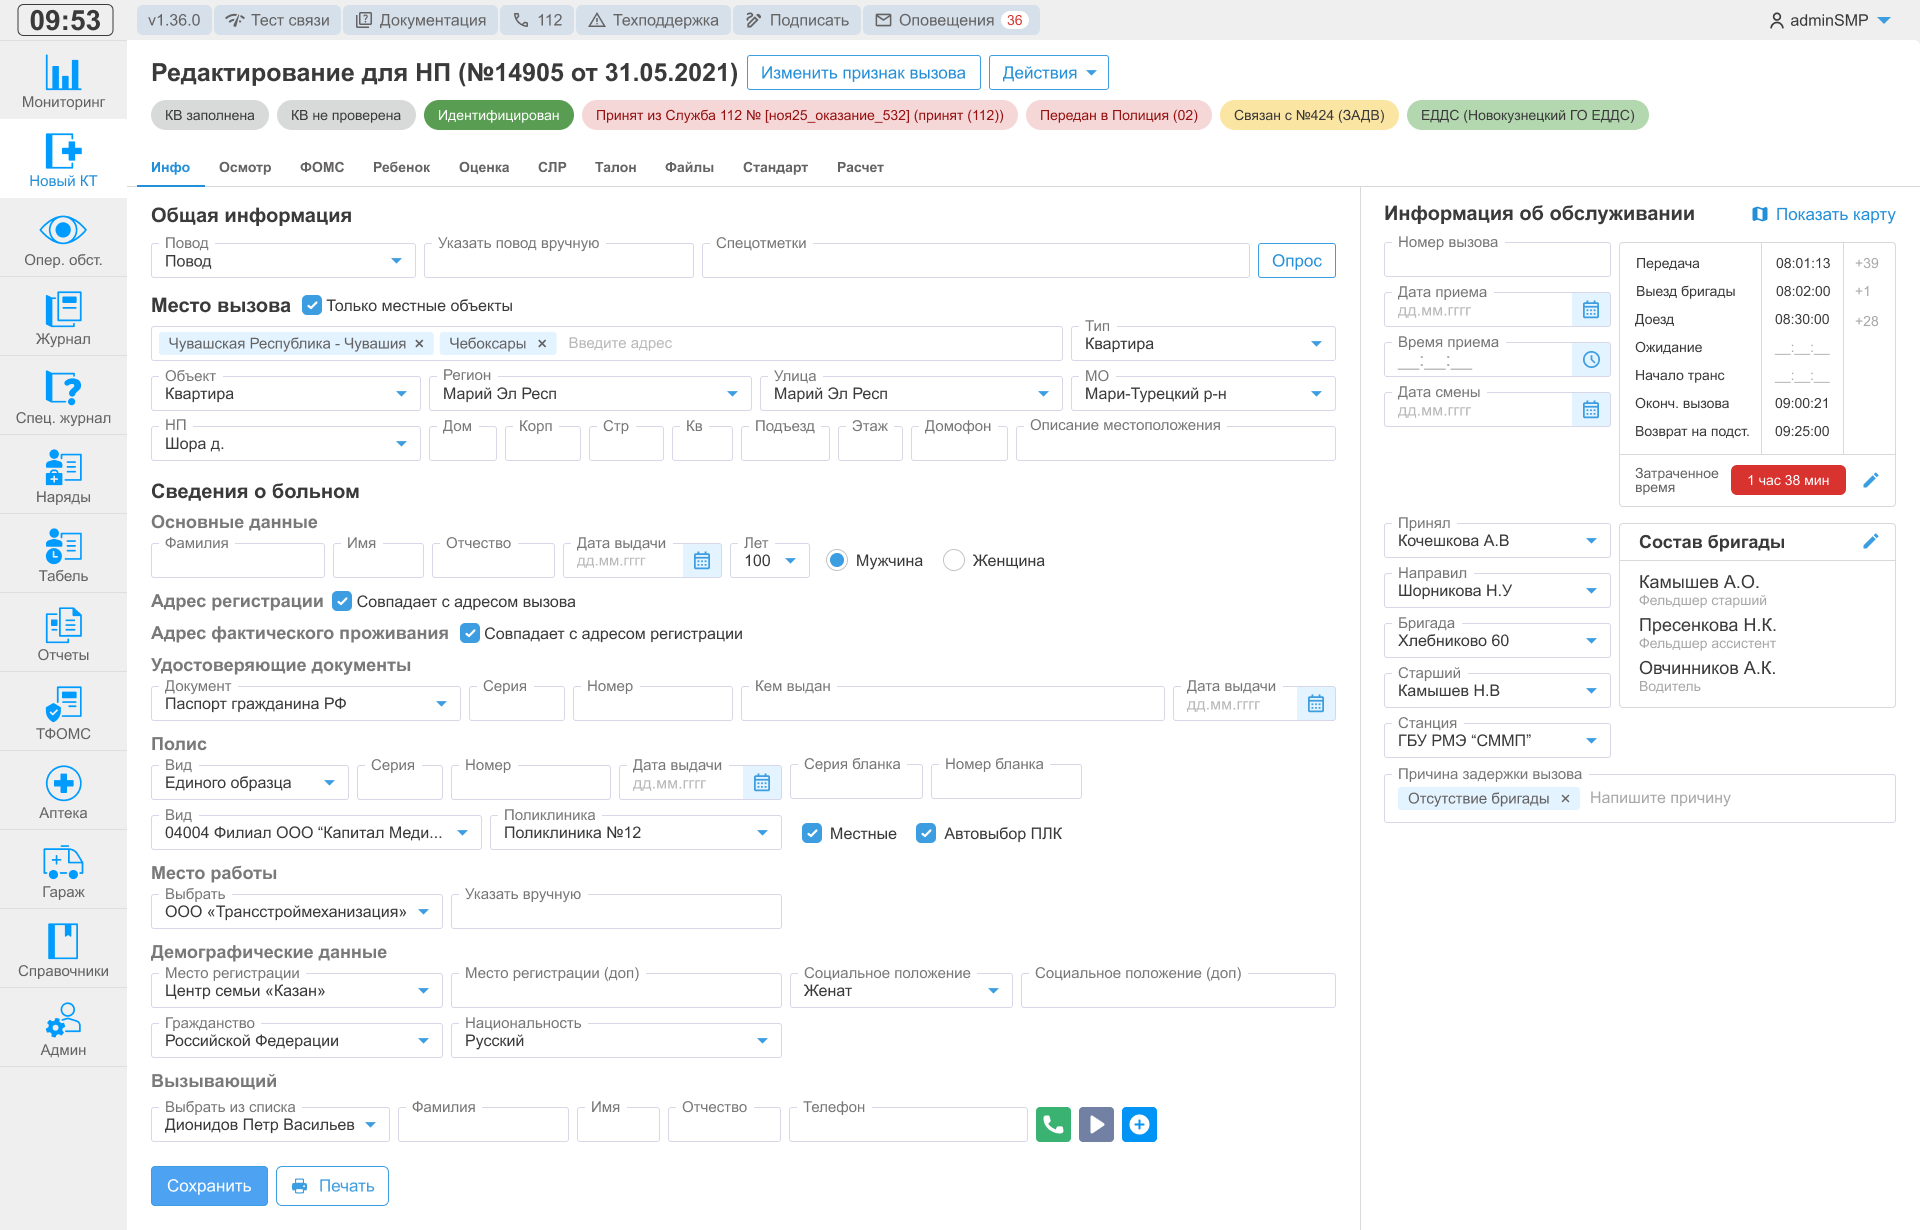 09:53
v1.36.0
Тест связи
Документация
112
Техподдержка
Подписать
Оповещения 36
adminSMP
Мониторинг
Новый КТ
Опер. обст.
Журнал
Спец. журнал
Наряды
Табель
Отчеты
ТФОМС
Аптека
Гараж
Справочники
Админ
Редактирование для НП (№14905 от 31.05.2021)
Изменить признак вызова
Действия
КВ заполнена
КВ не проверена
Идентифицирован
Принят из Служба 112 № [ноя25_оказание_532] (принят (112))
Передан в Полиция (02)
Связан с №424 (ЗАДВ)
ЕДДС (Новокузнецкий ГО ЕДДС)
Инфо
Осмотр
ФОМС
Ребенок
Оценка
СЛР
Талон
Файлы
Стандарт
Расчет
Общая информация
Повод
Повод
Указать повод вручную
Спецотметки
Опрос
Место вызова
Только местные объекты
Чувашская Республика - Чувашия ×
Чебоксары ×
Введите адрес
Тип
Квартира
Объект
Квартира
Регион
Марий Эл Респ
Улица
Марий Эл Респ
МО
Мари-Турецкий р-н
НП
Шора д.
Дом
Корп
Стр
Кв
Подъезд
Этаж
Домофон
Описание местоположения
Сведения о больном
Основные данные
Фамилия
Имя
Отчество
Дата выдачи
дд.мм.гггг
Лет
100
Мужчина
Женщина
Адрес регистрации
Совпадает с адресом вызова
Адрес фактического проживания
Совпадает с адресом регистрации
Удостоверяющие документы
Документ
Паспорт гражданина РФ
Серия
Номер
Кем выдан
Дата выдачи
дд.мм.гггг
Полис
Вид
Единого образца
Серия
Номер
Дата выдачи
дд.мм.гггг
Серия бланка
Номер бланка
Вид
04004 Филиал ООО “Капитал Меди...
Поликлиника
Поликлиника №12
Местные
Автовыбор ПЛК
Место работы
Выбрать
ООО «Трансстроймеханизация»
Указать вручную
Демографические данные
Место регистрации
Центр семьи «Казан»
Место регистрации (доп)
Социальное положение
Женат
Социальное положение (доп)
Гражданство
Российской Федерации
Национальность
Русский
Вызывающий
Выбрать из списка
Дионидов Петр Васильев
Фамилия
Имя
Отчество
Телефон
Сохранить
Печать
Информация об обслуживании
Показать карту
Номер вызова
Дата приема
дд.мм.гггг
Время приема
__:__:__
Дата смены
дд.мм.гггг
Передача 08:01:13 +39
Выезд бригады 08:02:00 +1
Доезд 08:30:00 +28
Ожидание __:__:__
Начало транс __:__:__
Оконч. вызова 09:00:21
Возврат на подст. 09:25:00
Затраченное
время
1 час 38 мин
Принял
Кочешкова А.В
Направил
Шорникова Н.У
Бригада
Хлебниково 60
Старший
Камышев Н.В
Станция
ГБУ РМЭ “СММП”
Состав бригады
Камышев А.О.
Фельдшер старший
Пресенкова Н.К.
Фельдшер ассистент
Овчинников А.К.
Водитель
Причина задержки вызова
Отсутствие бригады ×
Напишите причину